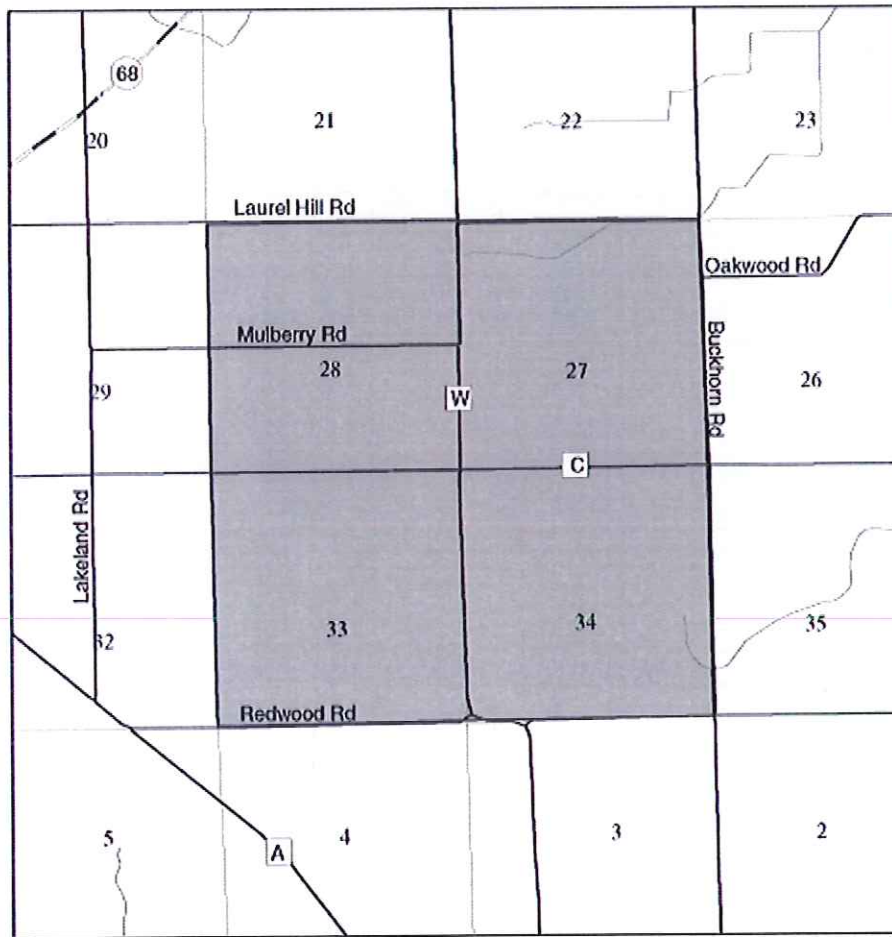 68
20
21
22
23
Laurel Hill Rd
Oakwood Rd
Mulberry Rd
Buckhorn Rd
29
28
27
26
W
C
Lakeland Rd
32
33
34
35
Redwood Rd
5
4
3
2
A